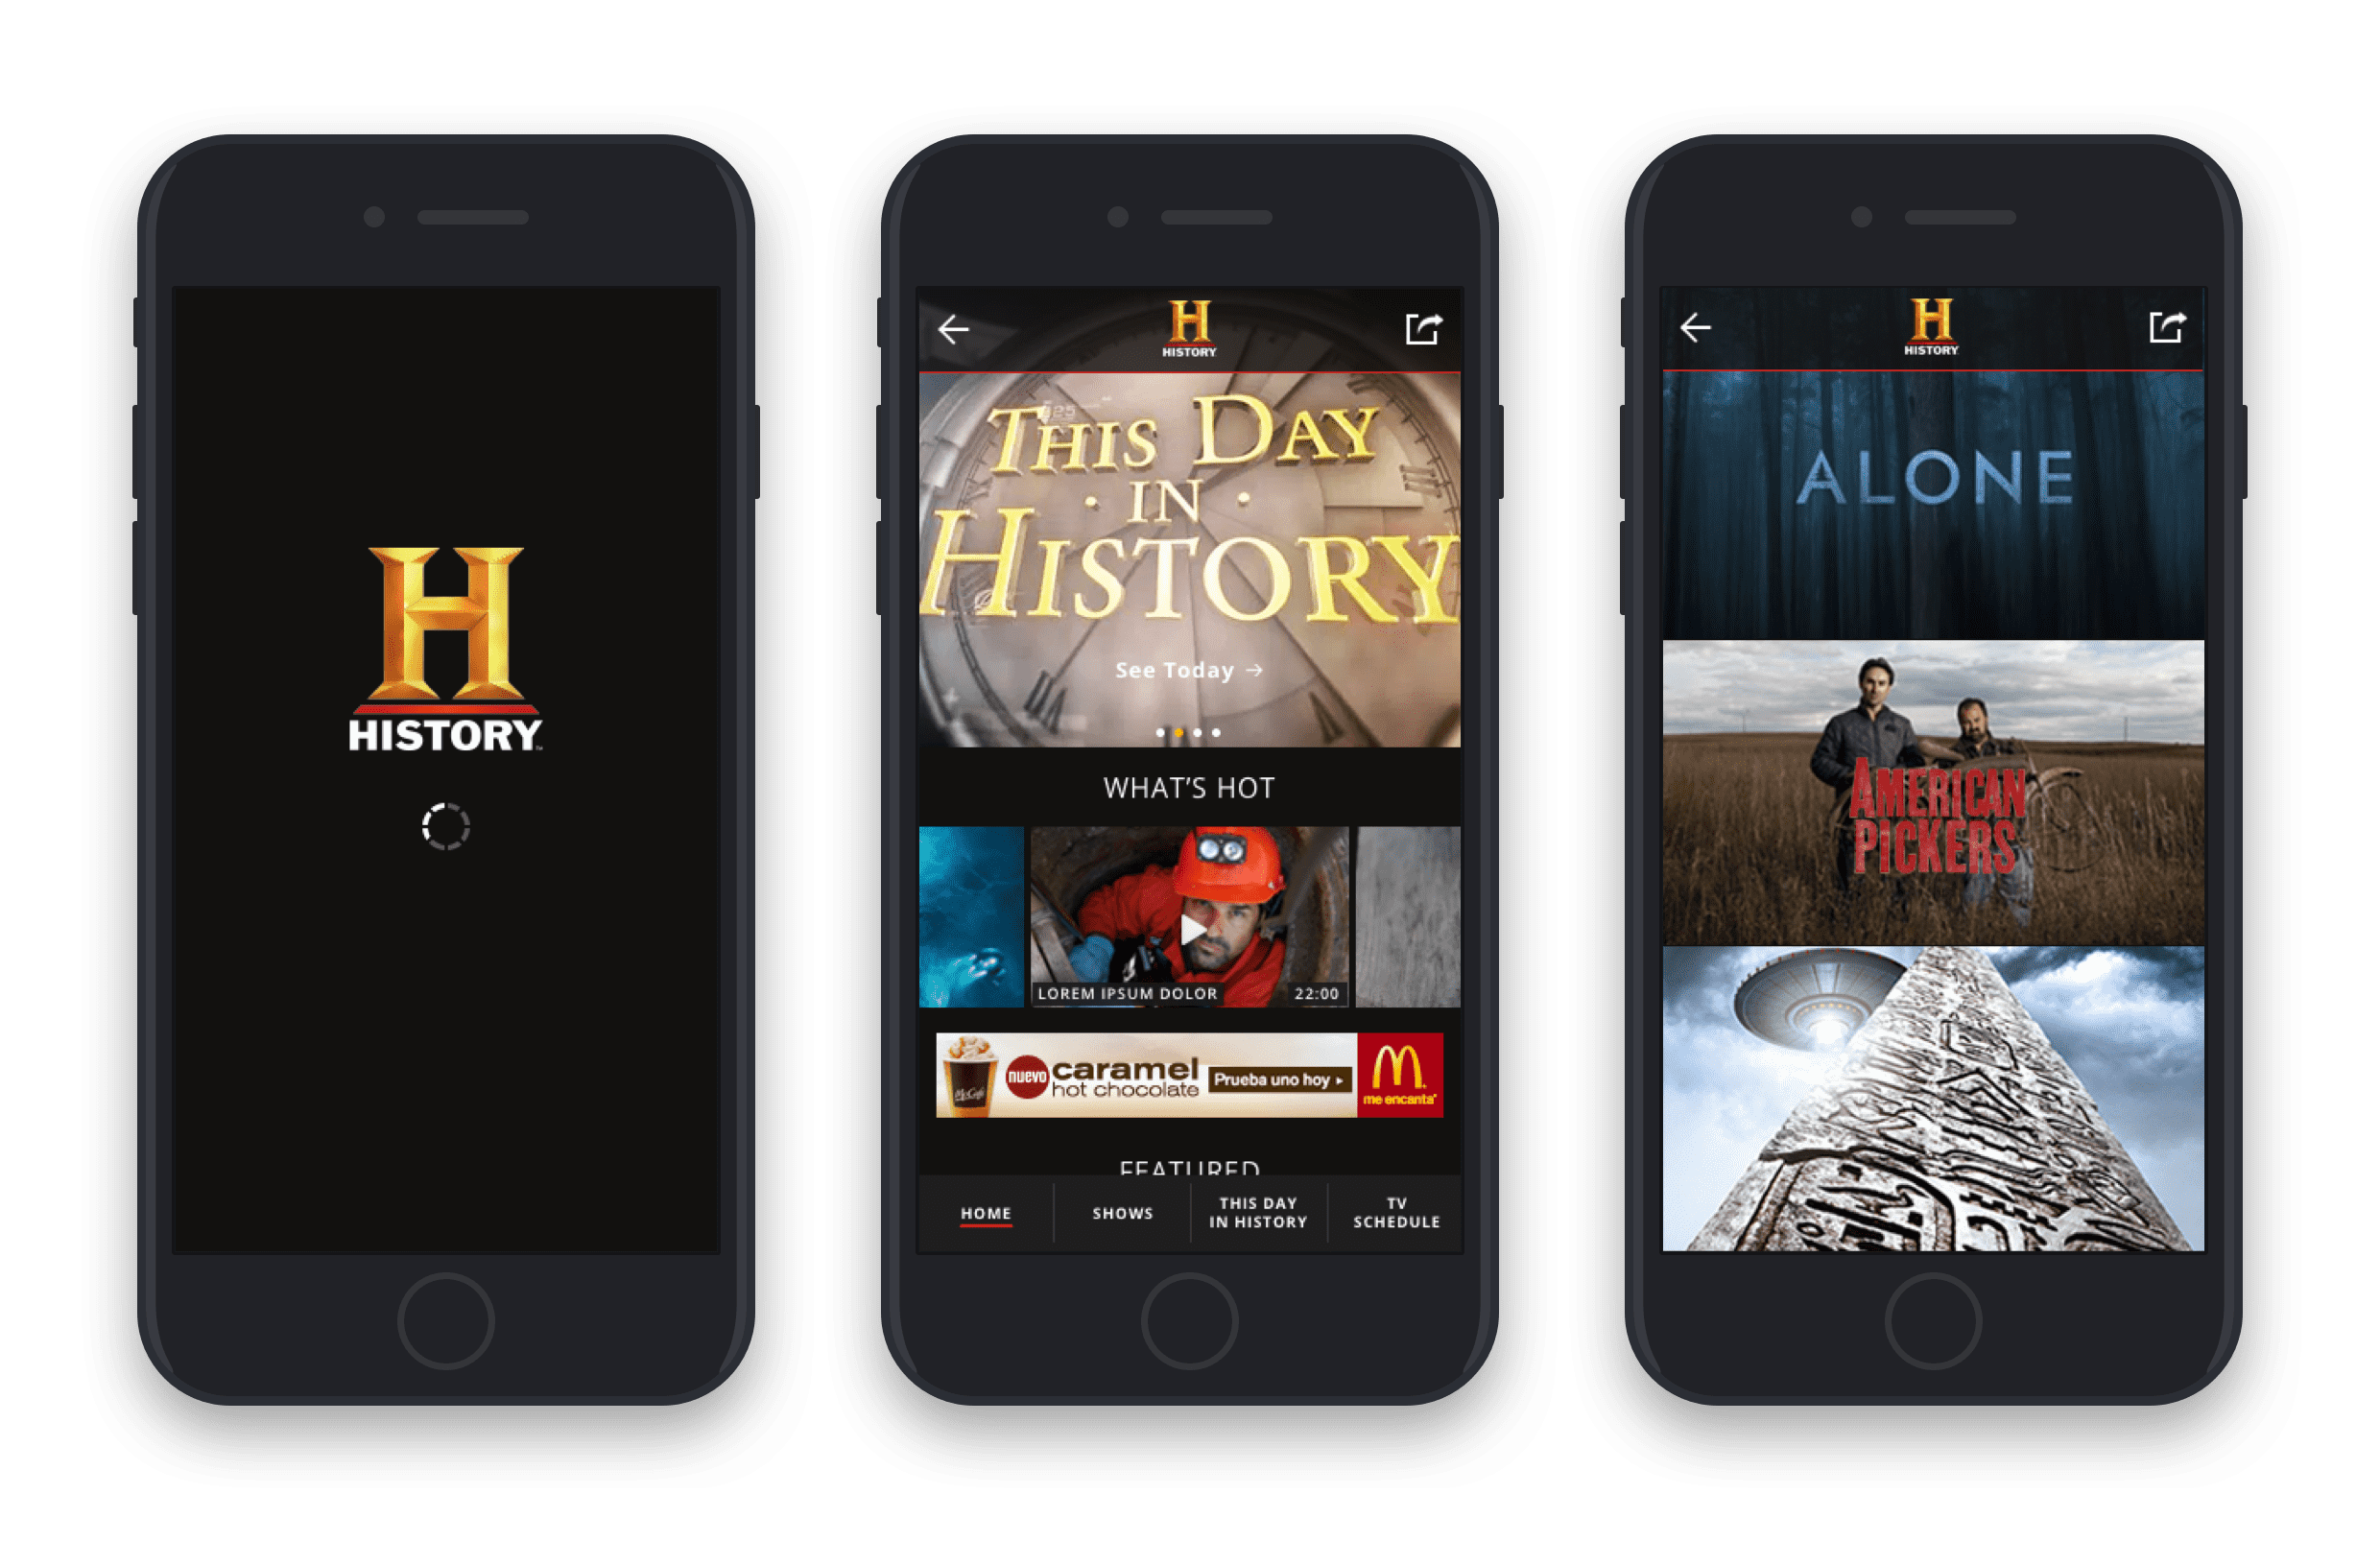 HISTORY
HISTORY
THIS DAY
IN
HISTORY
See Today →
WHAT'S HOT
LOREM IPSUM DOLOR 22:00
McCafé
nuevo
caramel
hot chocolate
Prueba uno hoy
me encanta
FEATURED
HOME
SHOWS
THIS DAY
IN HISTORY
TV
SCHEDULE
HISTORY
ALONE
AMERICAN
PICKERS